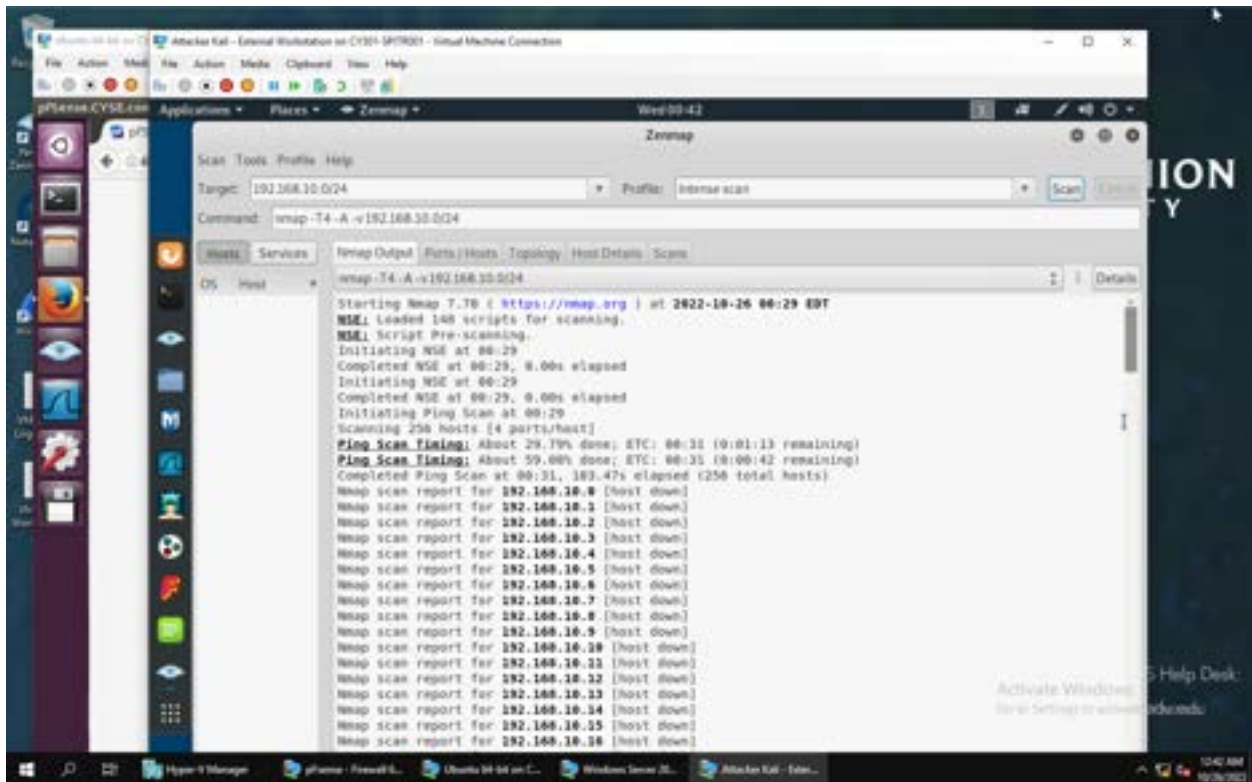 Attacker Kali - External Workstation on CY301- - Virtual Machine Connection
File Action Media Clipboard View Help
Applications Places Zenmap Wed 00:42
Zenmap
Scan Tools Profile Help
Target: 192.168.10.0/24 Profile: Intense scan Scan
Command: nmap -T4 -A -v 192.168.10.0/24
Hosts Services Nmap Output Ports / Hosts Topology Host Details Scans
OS Host nmap -T4 -A -v 192.168.10.0/24 Details
Starting Nmap 7.70 ( https://nmap.org ) at 2022-10-26 00:29 EDT
NSE: Loaded 148 scripts for scanning.
NSE: Script Pre-scanning.
Initiating NSE at 00:29
Completed NSE at 00:29, 0.00s elapsed
Initiating NSE at 00:29
Completed NSE at 00:29, 0.00s elapsed
Initiating Ping Scan at 00:29
Scanning 256 hosts [4 ports/host]
Ping Scan Timing: About 29.79% done; ETC: 00:31 (0:01:13 remaining)
Ping Scan Timing: About 59.00% done; ETC: 00:31 (0:00:42 remaining)
Completed Ping Scan at 00:31, 103.47s elapsed (256 total hosts)
Nmap scan report for 192.168.10.0 [host down]
Nmap scan report for 192.168.10.1 [host down]
Nmap scan report for 192.168.10.2 [host down]
Nmap scan report for 192.168.10.3 [host down]
Nmap scan report for 192.168.10.4 [host down]
Nmap scan report for 192.168.10.5 [host down]
Nmap scan report for 192.168.10.6 [host down]
Nmap scan report for 192.168.10.7 [host down]
Nmap scan report for 192.168.10.8 [host down]
Nmap scan report for 192.168.10.9 [host down]
Nmap scan report for 192.168.10.10 [host down]
Nmap scan report for 192.168.10.11 [host down]
Nmap scan report for 192.168.10.12 [host down]
Nmap scan report for 192.168.10.13 [host down]
Nmap scan report for 192.168.10.14 [host down]
Nmap scan report for 192.168.10.15 [host down]
Nmap scan report for 192.168.10.16 [host down]
ION
TY
S Help Desk:
Activate Windows
Hyper-V Manager
pfsense - Firewall
Ubuntu 64-bit on C...
Windows Server 20...
Attacker Kali - Exter...
12:42 AM